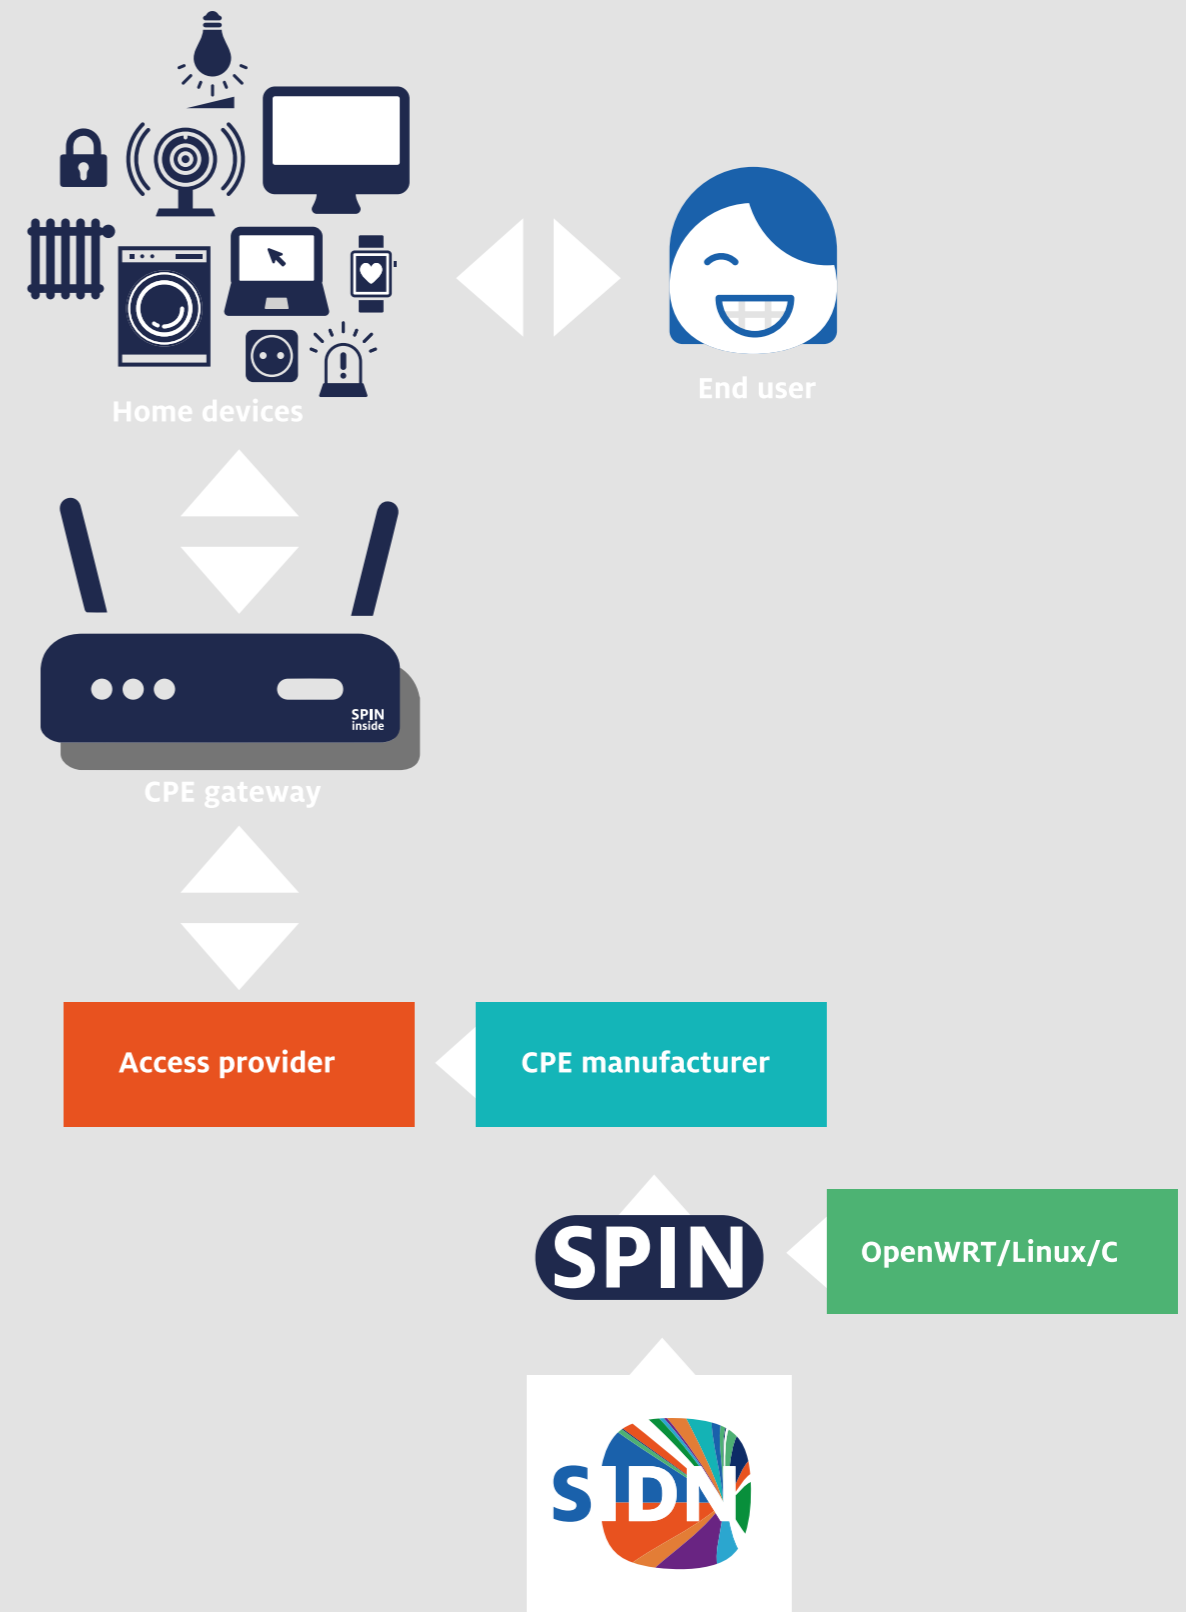 Home devices
End user
SPIN
inside
CPE gateway
Access provider
CPE manufacturer
SPIN
OpenWRT/Linux/C
SIDN